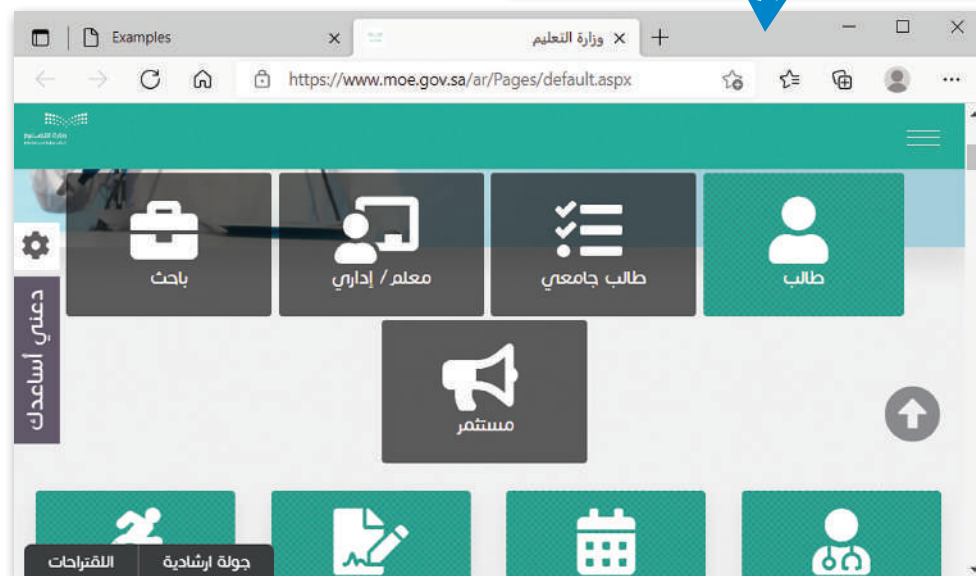 Examples
وزارة التعليم
https://www.moe.gov.sa/ar/Pages/default.aspx
طالب
طالب جامعي
معلم / إداري
باحث
دعني أساعدك
مستثمر
جولة ارشادية
اللقتراحات